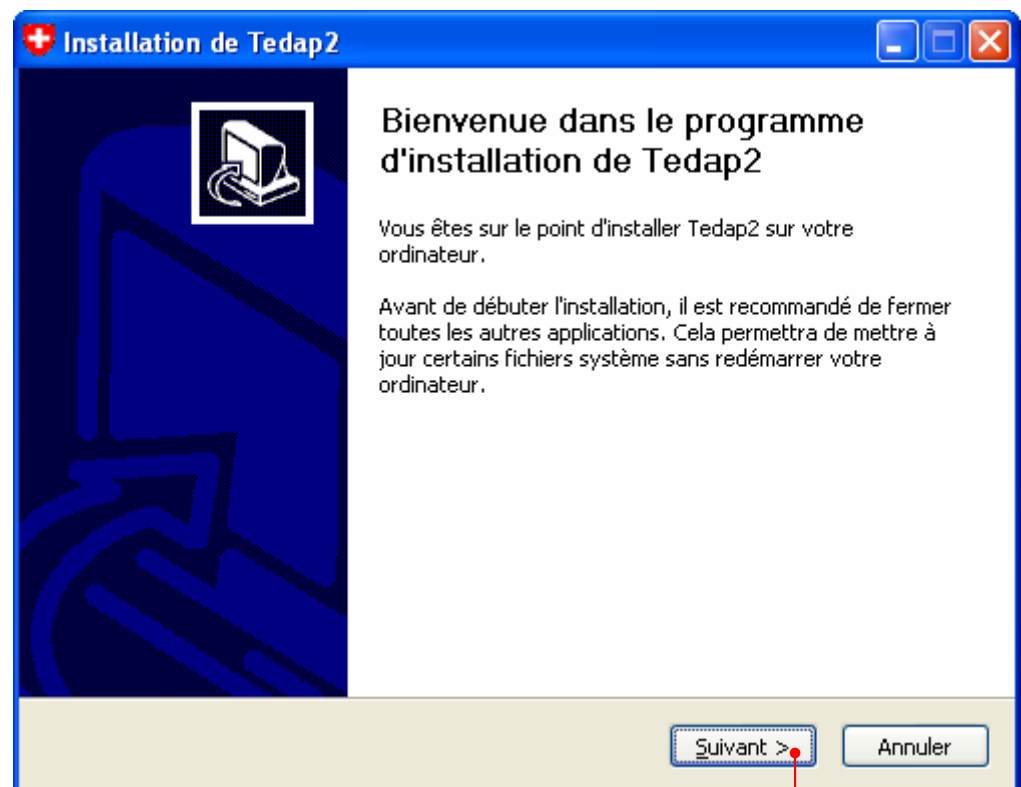 Installation de Tedap2
Bienvenue dans le programme
d'installation de Tedap2
Vous êtes sur le point d'installer Tedap2 sur votre
ordinateur.
Avant de débuter l'installation, il est recommandé de fermer
toutes les autres applications. Cela permettra de mettre à
jour certains fichiers système sans redémarrer votre
ordinateur.
Suivant >
Annuler